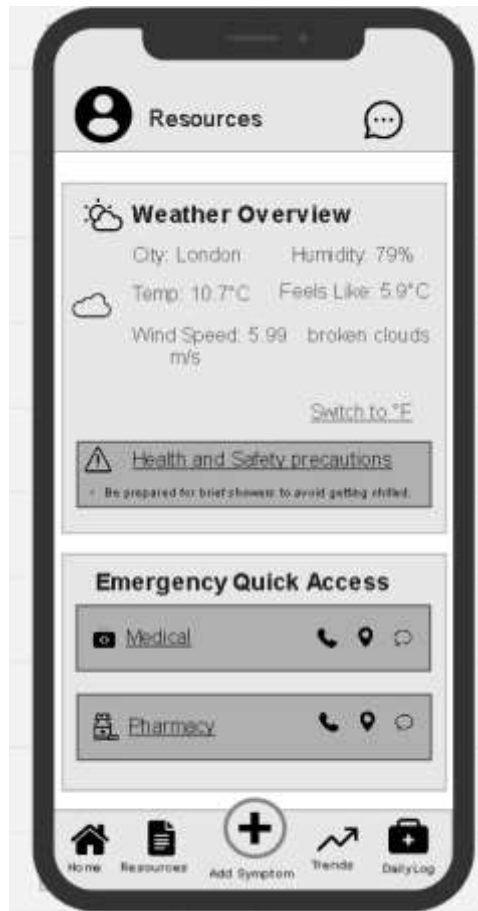 Resources
Weather Overview
City: London Humidity: 79%
Temp: 10.7°C Feels Like: 5.9°C
Wind Speed: 5.99 broken clouds
m/s
Switch to °F
Health and Safety precautions
Be prepared for brief showers to avoid getting chilled.
Emergency Quick Access
Medical
Pharmacy
Home Resources Add Symptom Trends DailyLog